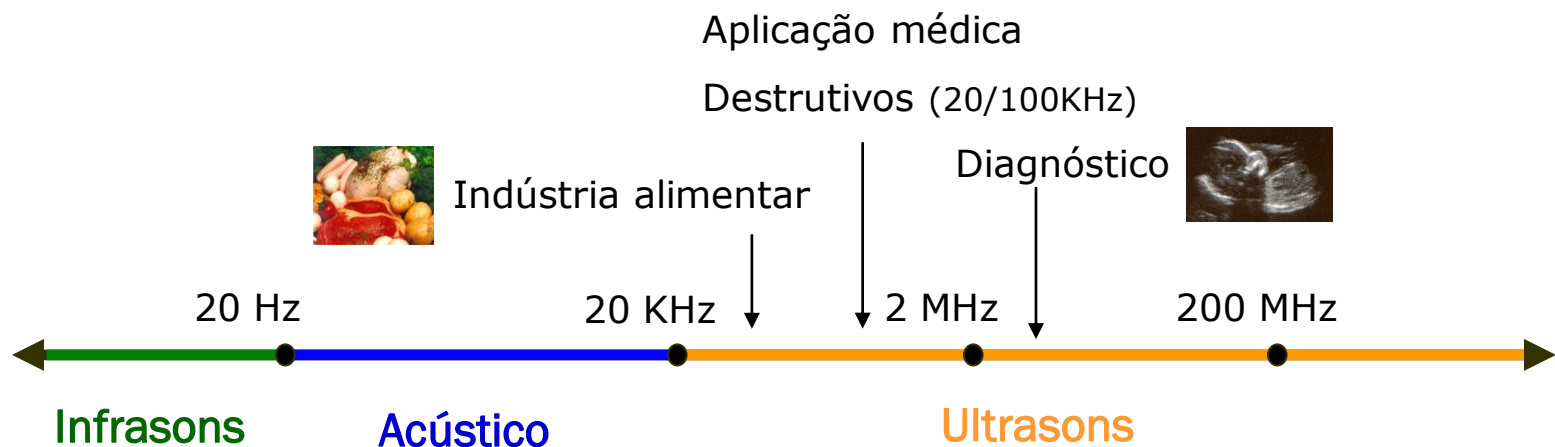 Aplicação médica
Destrutivos (20/100KHz)
Diagnóstico
Indústria alimentar
20 Hz
20 KHz
2 MHz
200 MHz
Infrasons
Acústico
Ultrasons